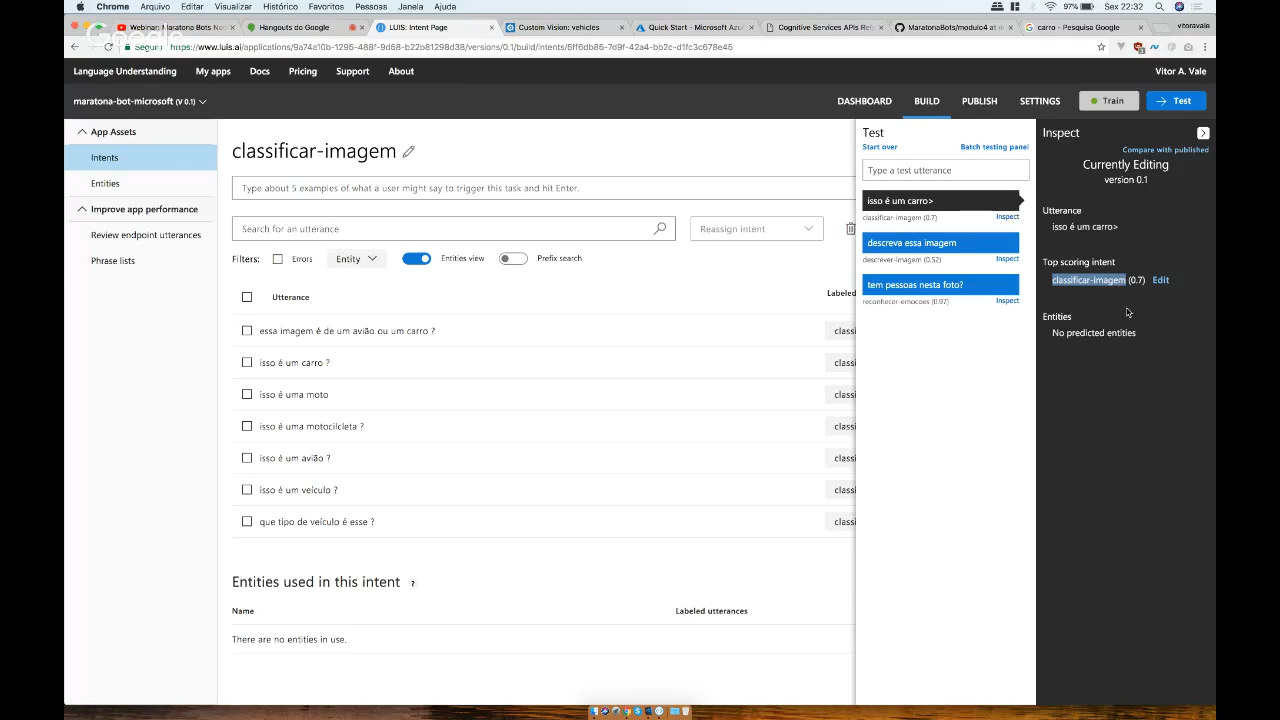 Chrome Arquivo Editar Visualizar Histórico Favoritos Pessoas Janela Ajuda 97% Sex 22:32
Webinar: Maratona Bots Nos Hangouts do Google LUIS: Intent Page Custom Vision: vehicles Quick Start - Microsoft Azu Cognitive Services APIs Refe MaratonaBots/modulo4 at m carro - Pesquisa Google vitoravale
Google
Seguro https://www.luis.ai/applications/9a74a10b-1295-488f-9d58-b22b81298d38/versions/0.1/build/intents/5ff6db85-7d9f-42a4-bb2c-d1fc3c678e45
Language Understanding My apps Docs Pricing Support About Vitor A. Vale
maratona-bot-microsoft (V 0.1) DASHBOARD BUILD PUBLISH SETTINGS Train Test
App Assets
Intents
Entities
Improve app performance
Review endpoint utterances
Phrase lists
classificar-imagem
Type about 5 examples of what a user might say to trigger this task and hit Enter.
Search for an utterance Reassign intent
Filters: Errors Entity Entities view Prefix search
Utterance Labeled
essa imagem é de um avião ou um carro ? classi
isso é um carro ? classi
isso é uma moto classi
isso é uma motocilcleta ? classi
isso é um avião ? classi
isso é um veículo ? classi
que tipo de veículo é esse ? classi
Entities used in this intent ?
Name Labeled utterances
There are no entities in use.
Test
Start over Batch testing panel
Type a test utterance
isso é um carro>
classificar-imagem (0.7) Inspect
descreva essa imagem
descrever-imagem (0.52) Inspect
tem pessoas nesta foto?
reconhecer-emocoes (0.97) Inspect
Inspect
Compare with published
Currently Editing
version 0.1
Utterance
isso é um carro>
Top scoring intent
classificar-imagem (0.7) Edit
Entities
No predicted entities